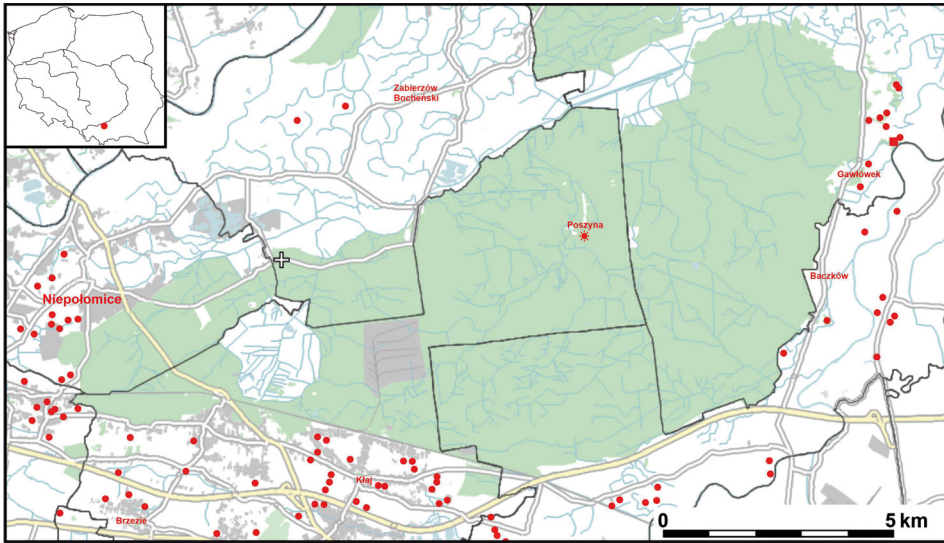 Zabierzów
Bocheński
Gawłówek
Poszyna
Baczków
Niepołomice
Kłaj
Brzezie
0 5 km